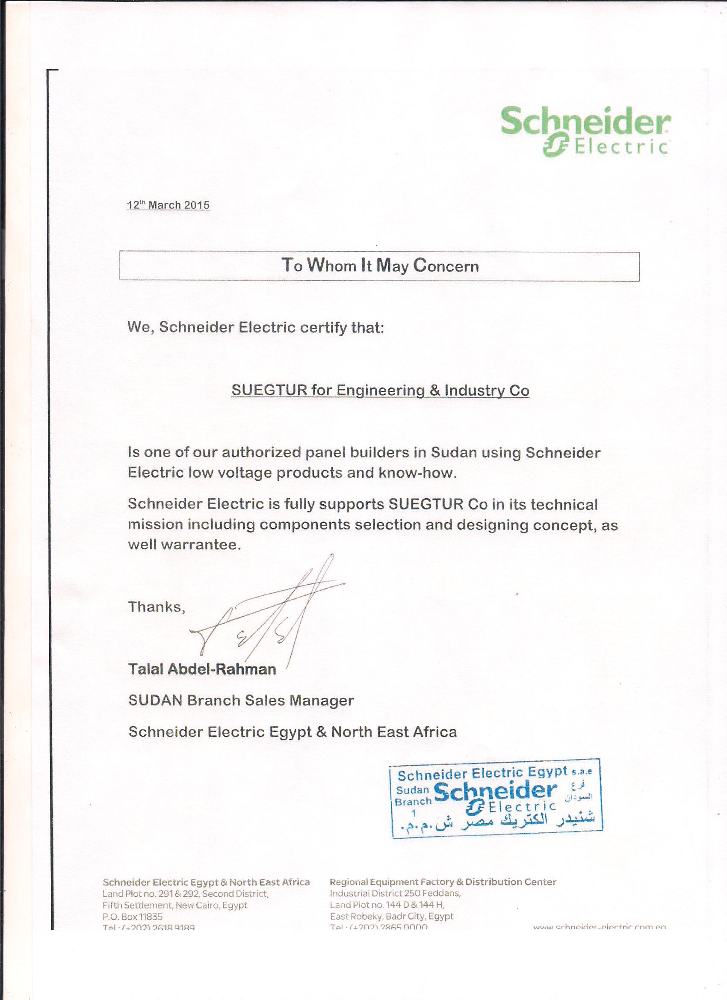 Schneider
Electric
12th March 2015
To Whom It May Concern
We, Schneider Electric certify that:
SUEGTUR for Engineering & Industry Co
Is one of our authorized panel builders in Sudan using Schneider
Electric low voltage products and know-how.
Schneider Electric is fully supports SUEGTUR Co in its technical
mission including components selection and designing concept, as
well warrantee.
Thanks,
Talal Abdel-Rahman
SUDAN Branch Sales Manager
Schneider Electric Egypt & North East Africa
Schneider Electric Egypt s.a.e
Sudan Branch
1
Schneider
Electric
فرع
السودان
شنيدر الكتريك مصر ش.م.م.
Schneider Electric Egypt & North East Africa
Land Plot no. 291 & 292, Second District,
Fifth Settlement, New Cairo, Egypt
P.O. Box 11835
Tel : (+202) 2618 9189
Regional Equipment Factory & Distribution Center
Industrial District 250 Feddans,
Land Plot no. 144 D & 144 H,
East Robeky, Badr City, Egypt
Tel : (+202) 2865 0000
www.schneider-electric.com.eg